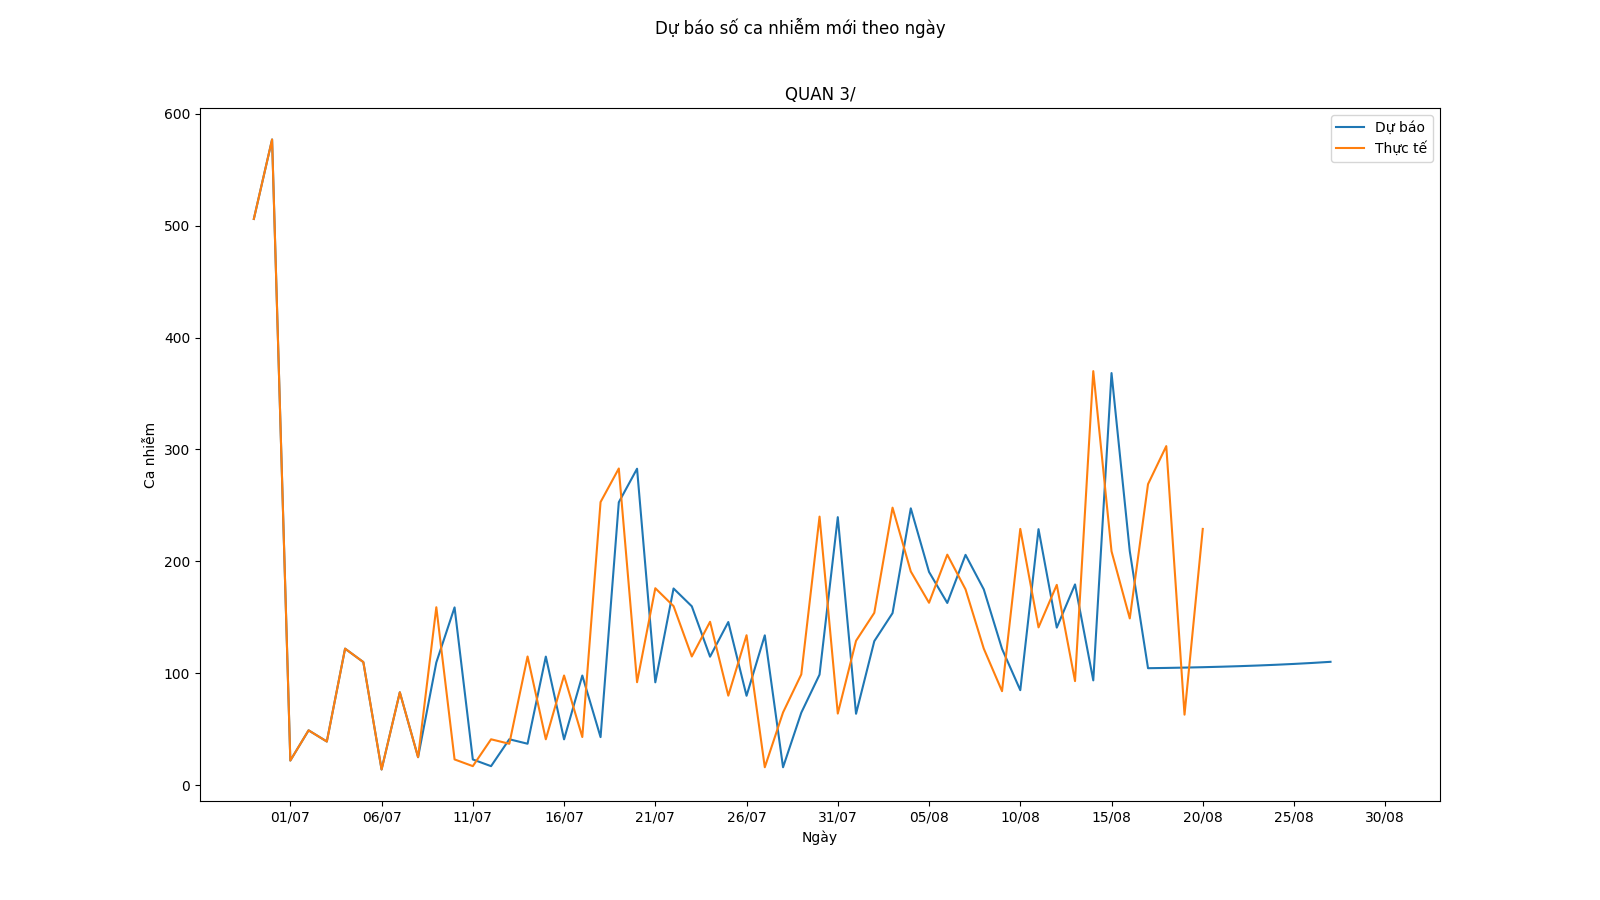 Dự báo số ca nhiễm mới theo ngày
QUAN 3/
Dự báo
Thực tế
600
500
400
300
200
100
0
Ca nhiễm
01/07 06/07 11/07 16/07 21/07 26/07 31/07 05/08 10/08 15/08 20/08 25/08 30/08
Ngày